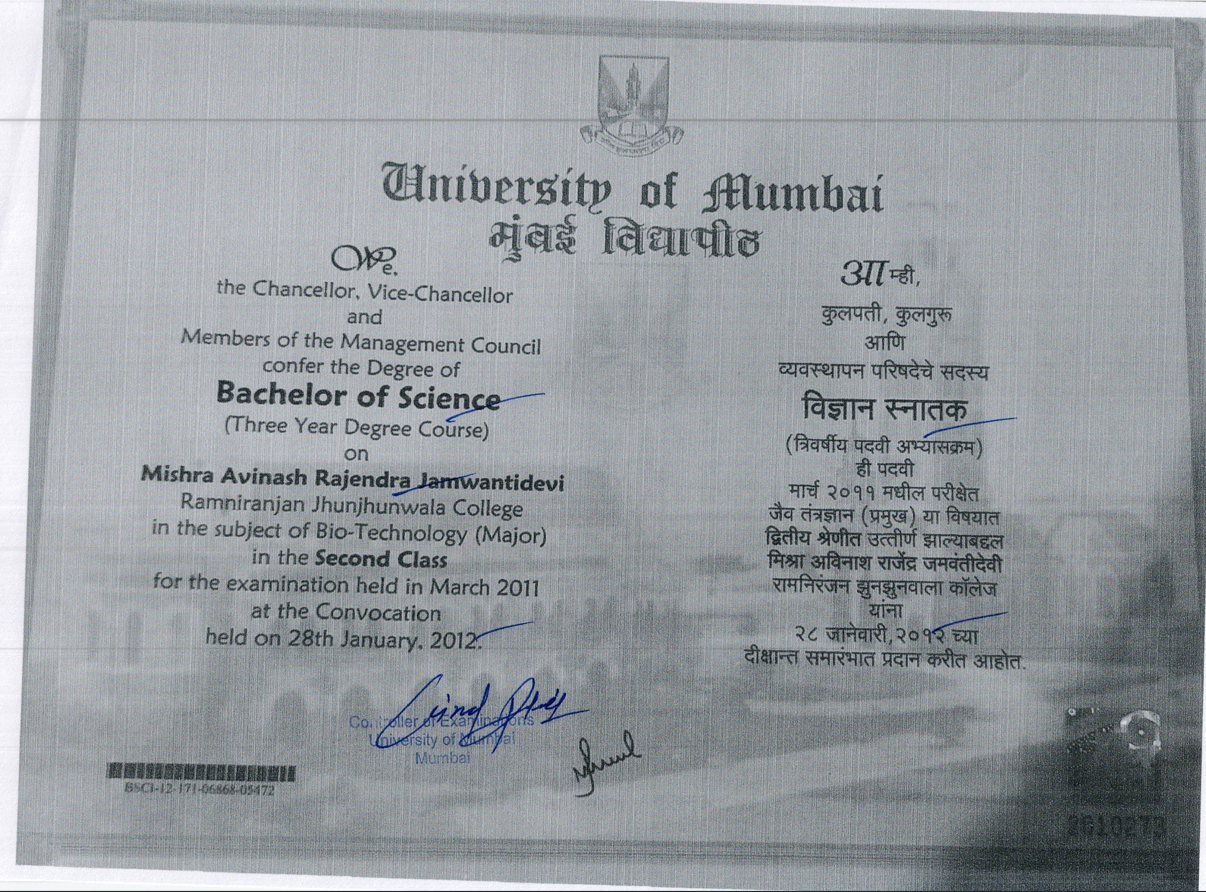 University of Mumbai
मुंबई विद्यापीठ
We,
the Chancellor, Vice-Chancellor
and
Members of the Management Council
confer the Degree of
Bachelor of Science
(Three Year Degree Course)
on
Mishra Avinash Rajendra Jamwantidevi
Ramniranjan Jhunjhunwala College
in the subject of Bio-Technology (Major)
in the Second Class
for the examination held in March 2011
at the Convocation
held on 28th January, 2012.
आम्ही,
कुलपती, कुलगुरू
आणि
व्यवस्थापन परिषदेचे सदस्य
विज्ञान स्नातक
(त्रिवर्षीय पदवी अभ्यासक्रम)
ही पदवी
मार्च २०११ मधील परीक्षेत
जैव तंत्रज्ञान (प्रमुख) या विषयात
द्वितीय श्रेणीत उत्तीर्ण झाल्याबद्दल
मिश्रा अविनाश राजेंद्र जमवंतीदेवी
रामनिरंजन झुनझुनवाला कॉलेज
यांना
२८ जानेवारी,२०१२ च्या
दीक्षान्त समारंभात प्रदान करीत आहोत.
Controller of Examinations
University of Mumbai
Mumbai
BSC1-12-171-06868-05472
2610273